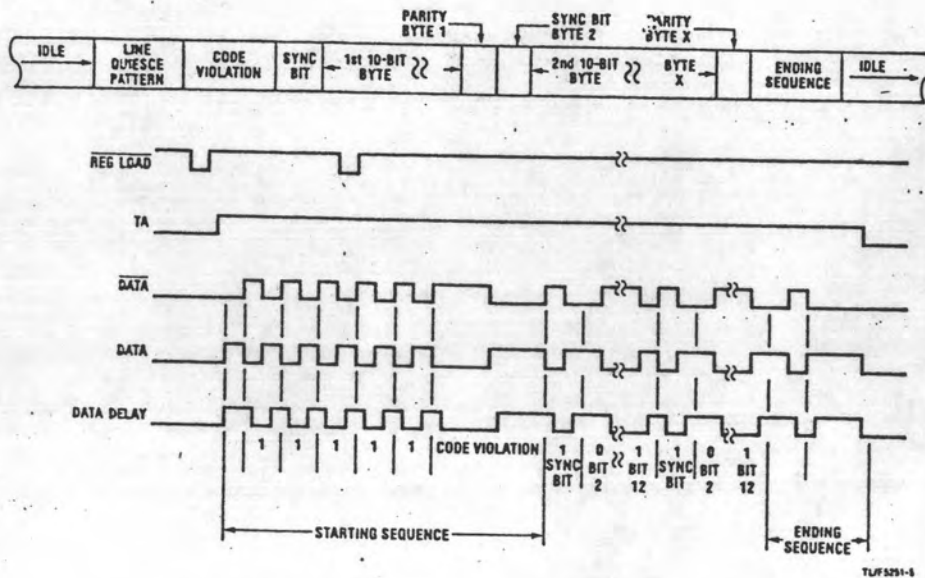 PARITY
BYTE 1
SYNC BIT
BYTE 2
PARITY
BYTE X
IDLE
LINE
QUIESCE
PATTERN
CODE
VIOLATION
SYNC
BIT
1st 10-BIT
BYTE
2nd 10-BIT
BYTE
BYTE
X
ENDING
SEQUENCE
IDLE
REG LOAD
TA
DATA
DATA
DATA DELAY
1 1 1 1 1 CODE VIOLATION 1 0 1 1 0 1
SYNC BIT BIT SYNC BIT BIT
BIT 2 12 BIT 2 12
STARTING SEQUENCE
ENDING
SEQUENCE
TL/F5251-5